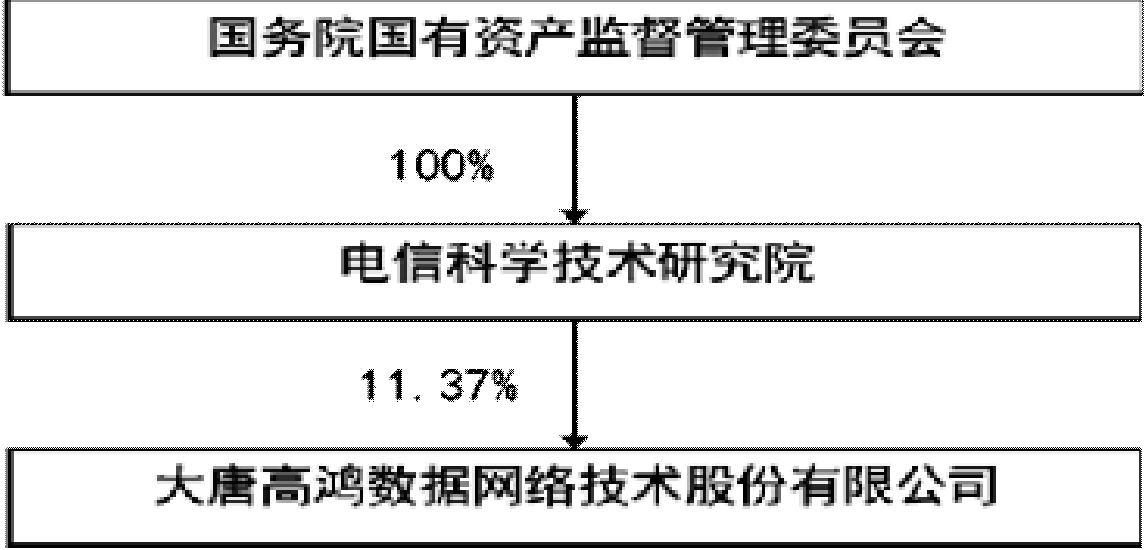 国务院国有资产监督管理委员会
100%
电信科学技术研究院
11.37%
大唐高鸿数据网络技术股份有限公司